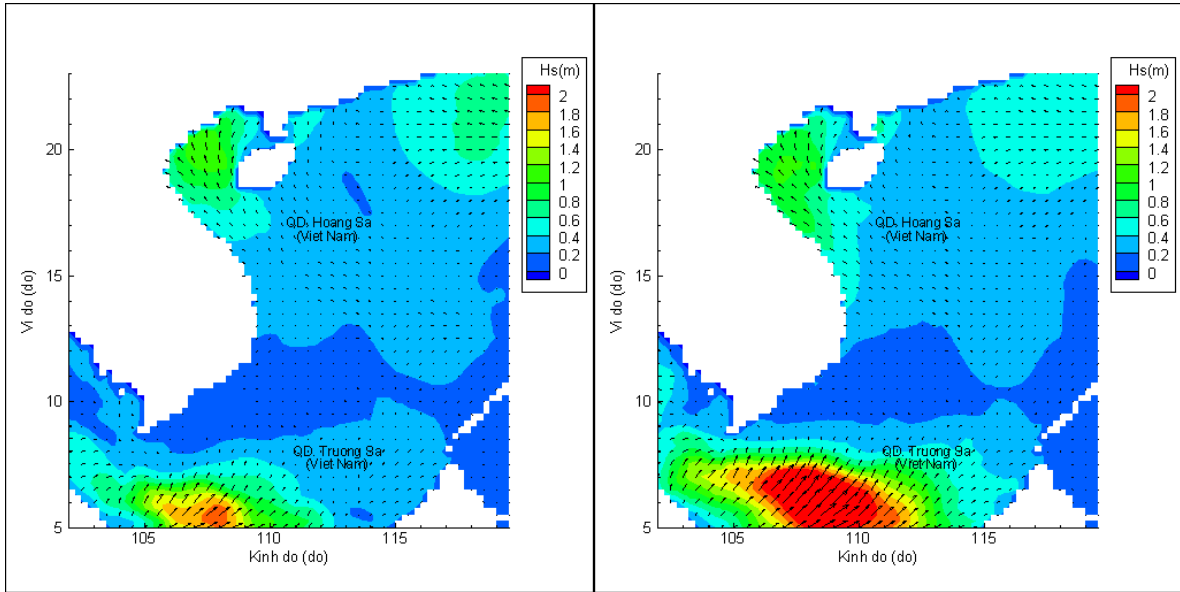 Hs(m)
2
1.8
1.6
1.4
1.2
1
0.8
0.6
0.4
0.2
0
20
15
10
5
Vi do (do)
QD. Hoang Sa
(Viet Nam)
QD. Truong Sa
(Viet Nam)
105
110
115
Kinh do (do)
Hs(m)
2
1.8
1.6
1.4
1.2
1
0.8
0.6
0.4
0.2
0
20
15
10
5
Vi do (do)
QD. Hoang Sa
(Viet Nam)
QD. Truong Sa
(Viet Nam)
105
110
115
Kinh do (do)